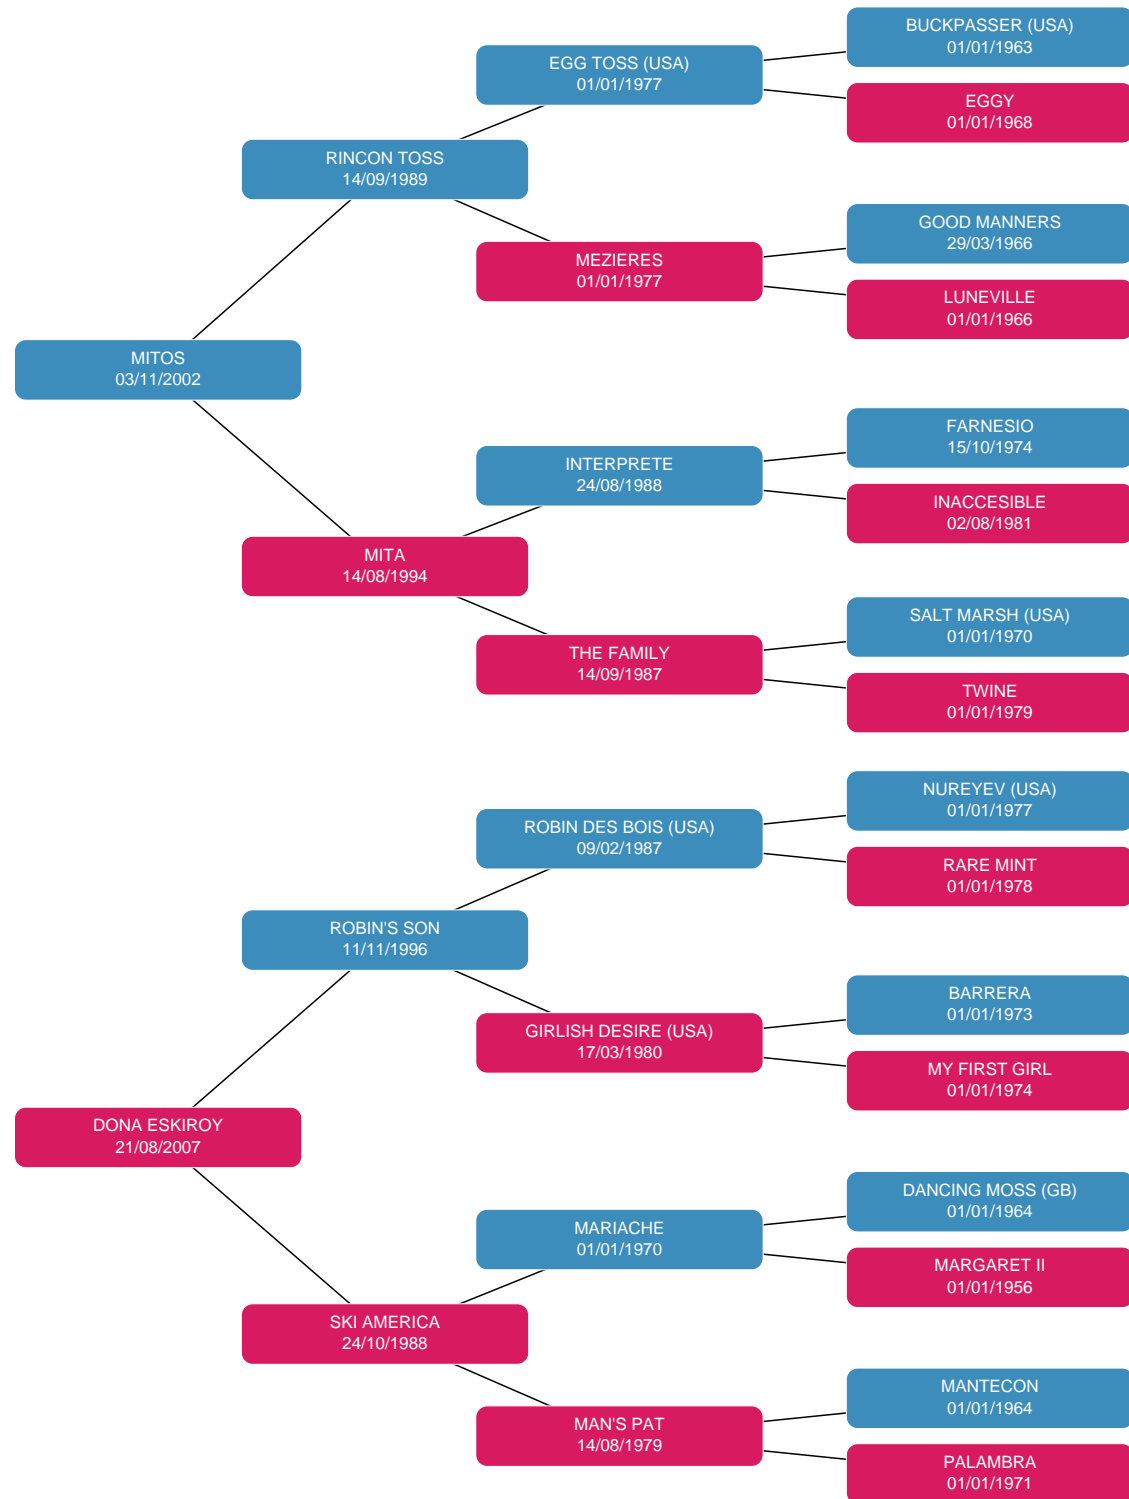 BUCKPASSER (USA)
01/01/1963
EGG TOSS (USA)
01/01/1977
EGGY
01/01/1968
RINCON TOSS
14/09/1989
GOOD MANNERS
29/03/1966
MEZIERES
01/01/1977
LUNEVILLE
01/01/1966
MITOS
03/11/2002
FARNESIO
15/10/1974
INTERPRETE
24/08/1988
INACCESIBLE
02/08/1981
MITA
14/08/1994
SALT MARSH (USA)
01/01/1970
THE FAMILY
14/09/1987
TWINE
01/01/1979
NUREYEV (USA)
01/01/1977
ROBIN DES BOIS (USA)
09/02/1987
RARE MINT
01/01/1978
ROBIN'S SON
11/11/1996
BARRERA
01/01/1973
GIRLISH DESIRE (USA)
17/03/1980
MY FIRST GIRL
01/01/1974
DONA ESKIROY
21/08/2007
DANCING MOSS (GB)
01/01/1964
MARIACHE
01/01/1970
MARGARET II
01/01/1956
SKI AMERICA
24/10/1988
MANTECON
01/01/1964
MAN'S PAT
14/08/1979
PALAMBRA
01/01/1971